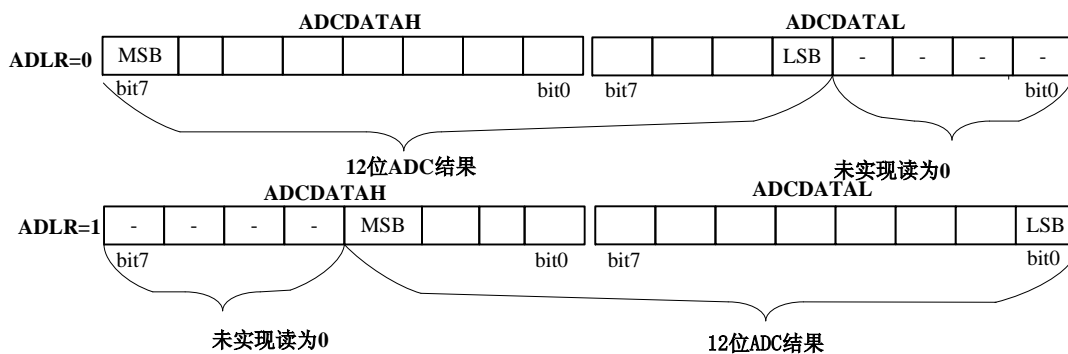 ADCDATAH ADCDATAL
ADLR=0 MSB LSB - - - -
bit7 bit0 bit7 bit0
12位ADC结果 未实现读为0
ADCDATAH ADCDATAL
ADLR=1 - - - - MSB LSB
bit7 bit0 bit7 bit0
未实现读为0 12位ADC结果